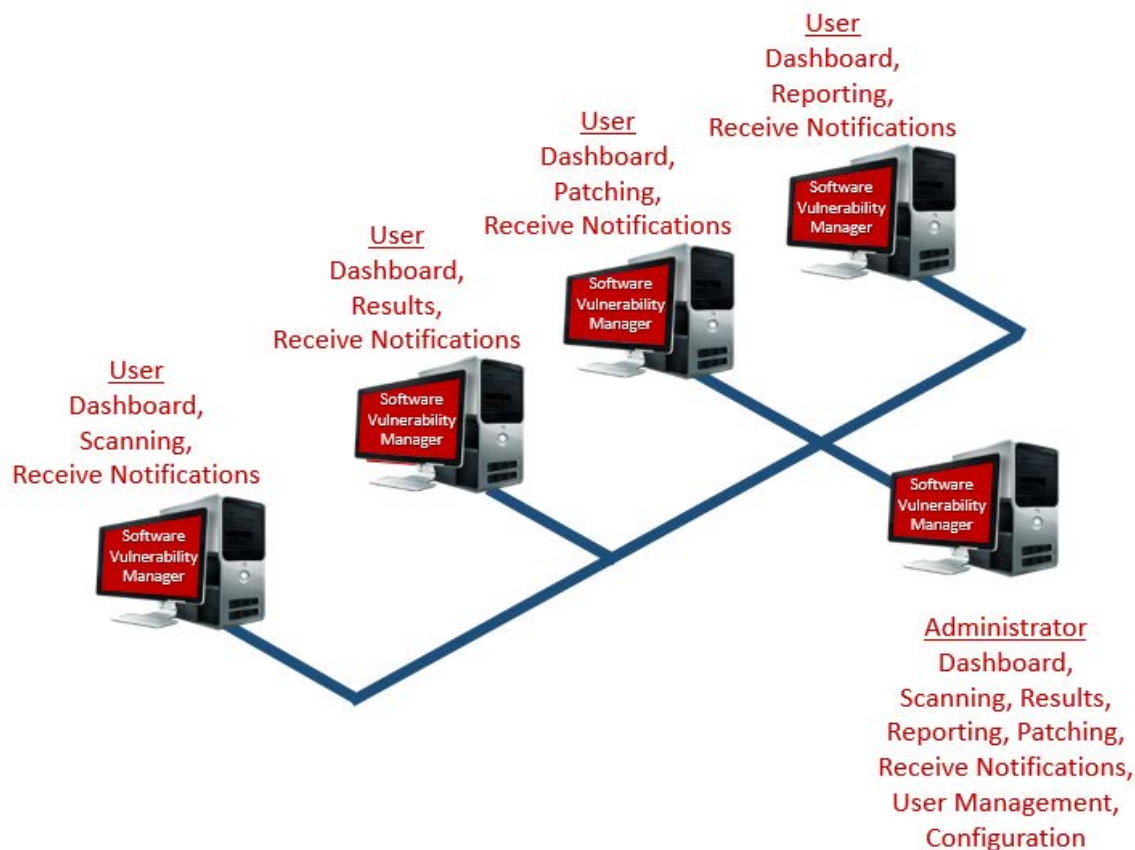 User
Dashboard,
Reporting,
Receive Notifications
Software
Vulnerability
Manager
User
Dashboard,
Patching,
Receive Notifications
Software
Vulnerability
Manager
User
Dashboard,
Results,
Receive Notifications
Software
Vulnerability
Manager
User
Dashboard,
Scanning,
Receive Notifications
Software
Vulnerability
Manager
Software
Vulnerability
Manager
Administrator
Dashboard,
Scanning, Results,
Reporting, Patching,
Receive Notifications,
User Management,
Configuration